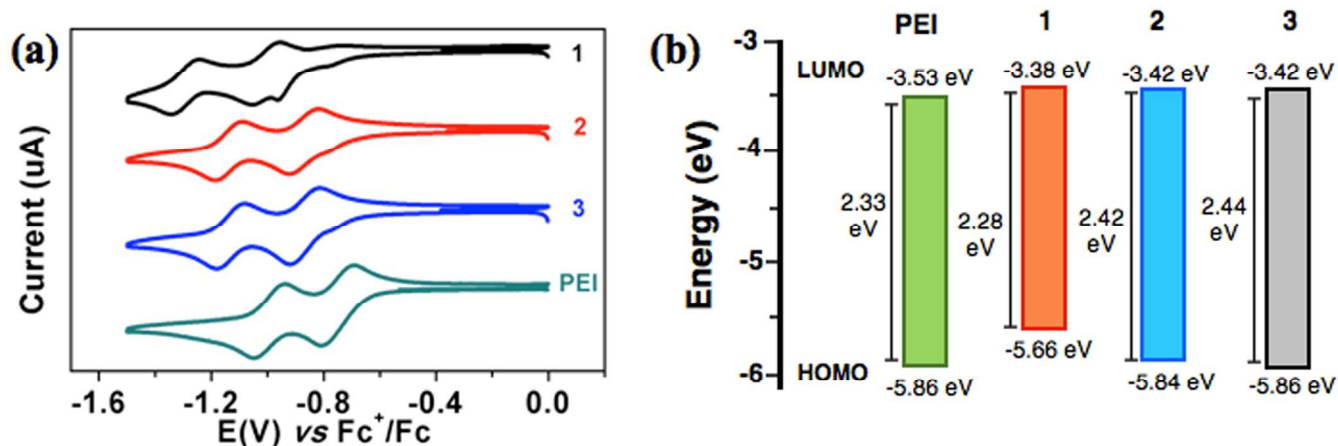 (a)
1
2
3
PEI
Current (uA)
-1.6 -1.2 -0.8 -0.4 0.0
E(V) vs Fc⁺/Fc
(b)
PEI 1 2 3
-3
LUMO
-3.53 eV -3.38 eV -3.42 eV -3.42 eV
-4
Energy (eV)
2.33 eV
2.28 eV
2.42 eV
2.44 eV
-5
-5.66 eV
-6
HOMO
-5.86 eV -5.84 eV -5.86 eV